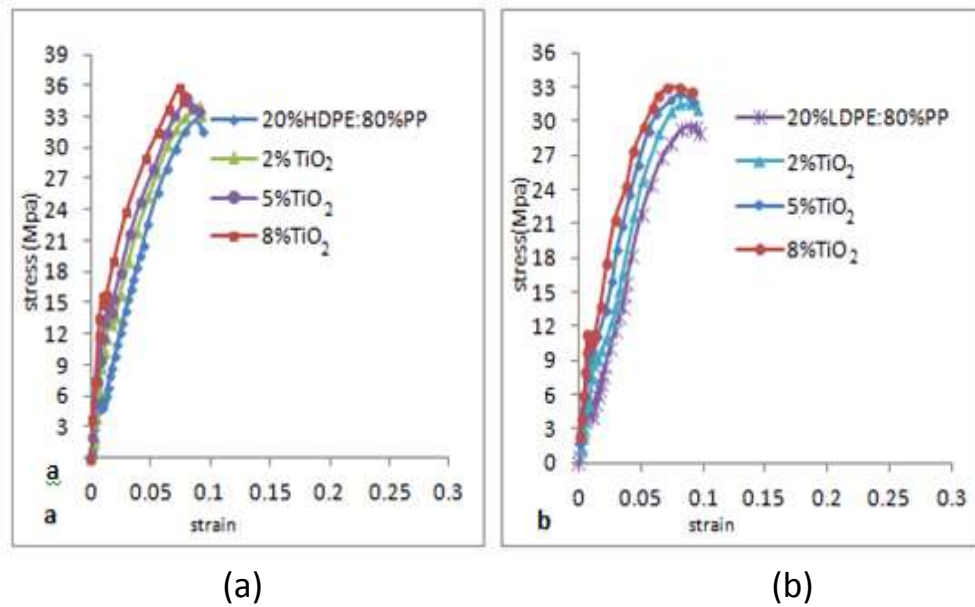 39
36
33
30
27
24
21
18
15
12
9
6
3
stress(Mpa)
20%HDPE:80%PP
2%TiO2
5%TiO2
8%TiO2
a
0 0.05 0.1 0.15 0.2 0.25 0.3
a
strain
36
33
30
27
24
21
18
15
12
9
6
3
0
stress(Mpa)
20%LDPE:80%PP
2%TiO2
5%TiO2
8%TiO2
0 0.05 0.1 0.15 0.2 0.25 0.3
b
strain
(a)
(b)